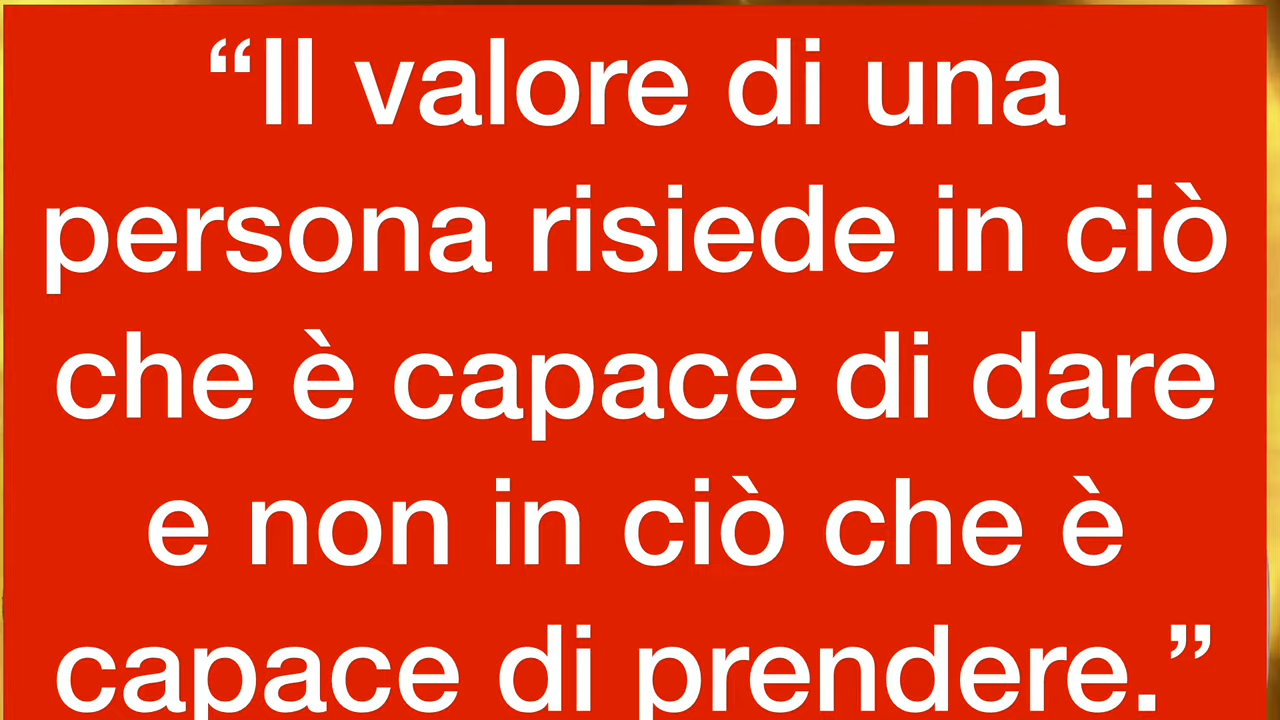 “Il valore di una
persona risiede in ciò
che è capace di dare
e non in ciò che è
capace di prendere.”